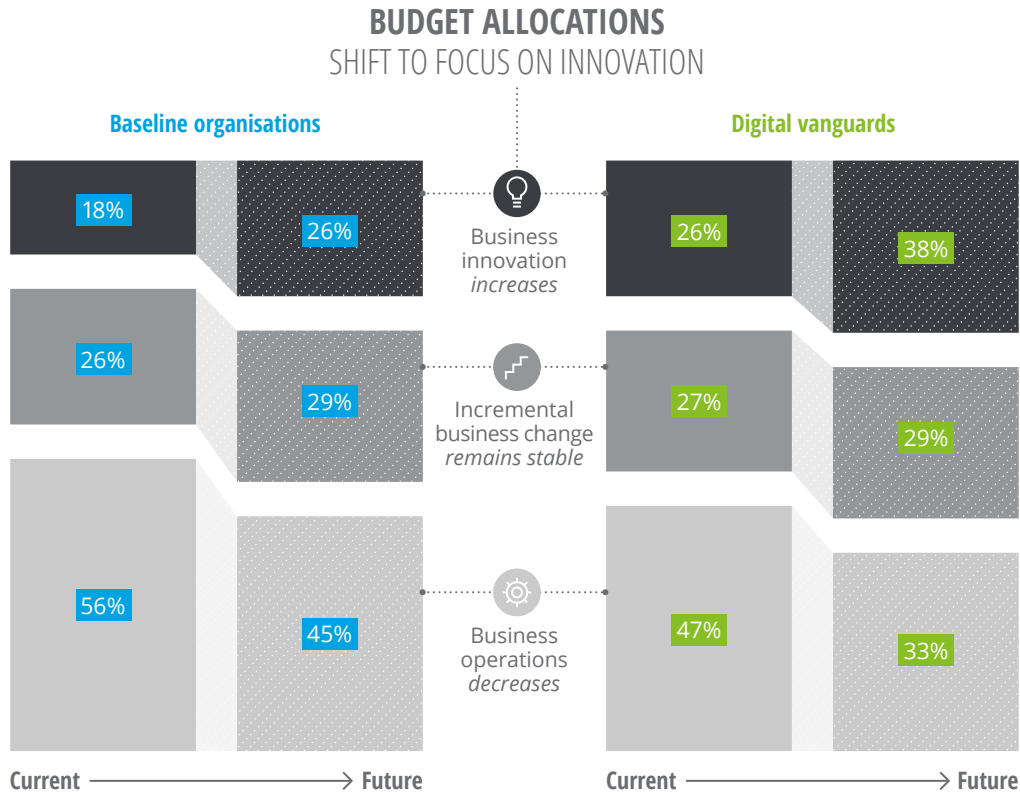 BUDGET ALLOCATIONS
SHIFT TO FOCUS ON INNOVATION
Baseline organisations
Digital vanguards
18%
26%
Business
innovation
increases
26%
38%
26%
29%
Incremental
business change
remains stable
27%
29%
56%
45%
Business
operations
decreases
47%
33%
Current
Future
Current
Future